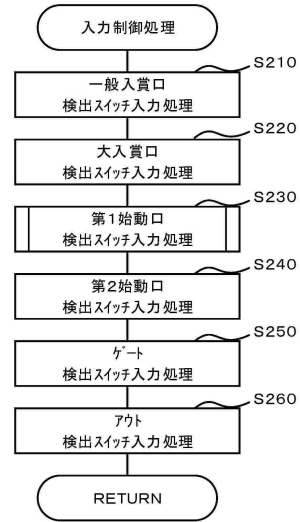 入力制御処理
S210
一般入賞口
検出スイッチ入力処理
S220
大入賞口
検出スイッチ入力処理
S230
第1始動口
検出スイッチ入力処理
S240
第2始動口
検出スイッチ入力処理
S250
ゲート
検出スイッチ入力処理
S260
アウト
検出スイッチ入力処理
RETURN